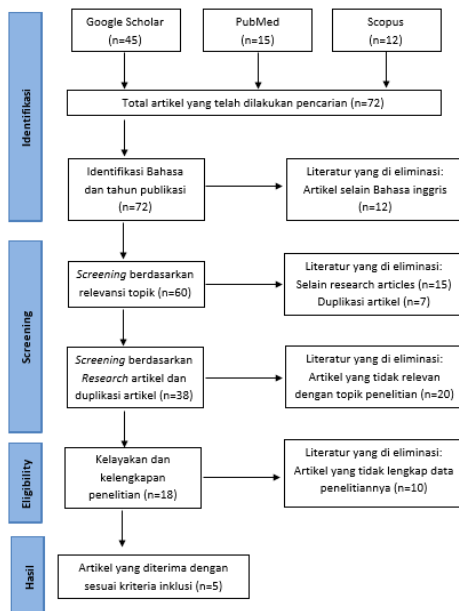 Google Scholar
(n=45)
PubMed
(n=15)
Scopus
(n=12)
Identifikasi
Total artikel yang telah dilakukan pencarian (n=72)
Identifikasi Bahasa
dan tahun publikasi
(n=72)
Literatur yang di eliminasi:
Artikel selain Bahasa inggris
(n=12)
Screening
Screening berdasarkan
relevansi topik (n=60)
Literatur yang di eliminasi:
Selain research articles (n=15)
Duplikasi artikel (n=7)
Screening berdasarkan
Research artikel dan
duplikasi artikel (n=38)
Literatur yang di eliminasi:
Artikel yang tidak relevan
dengan topik penelitian (n=20)
Eligibility
Kelayakan dan
kelengkapan
penelitian (n=18)
Literatur yang di eliminasi:
Artikel yang tidak lengkap data
penelitiannya (n=10)
Hasil
Artikel yang diterima dengan
sesuai kriteria inklusi (n=5)